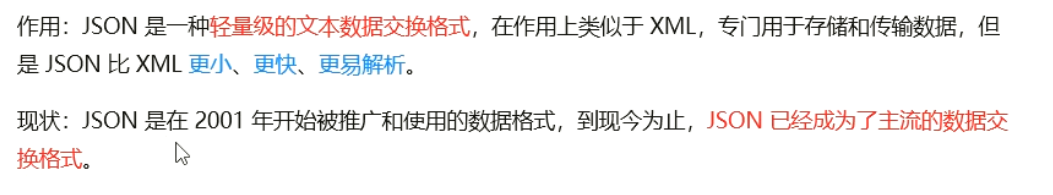 作用：JSON 是一种轻量级的文本数据交换格式，在作用上类似于 XML，专门用于存储和传输数据，但
是 JSON 比 XML 更小、更快、更易解析。
现状：JSON 是在 2001 年开始被推广和使用的数据格式，到现今为止，JSON 已经成为了主流的数据交
换格式。